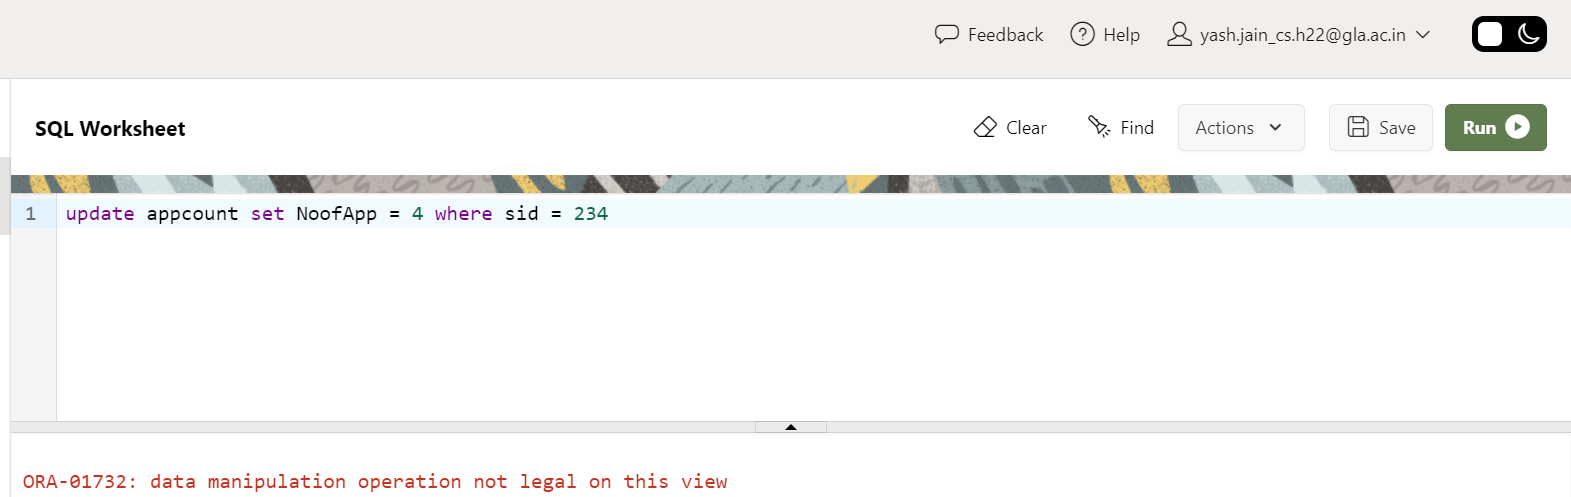 Feedback Help yash.jain_cs.h22@gla.ac.in
SQL Worksheet Clear Find Actions Save Run
1 update appcount set NoofApp = 4 where sid = 234
ORA-01732: data manipulation operation not legal on this view